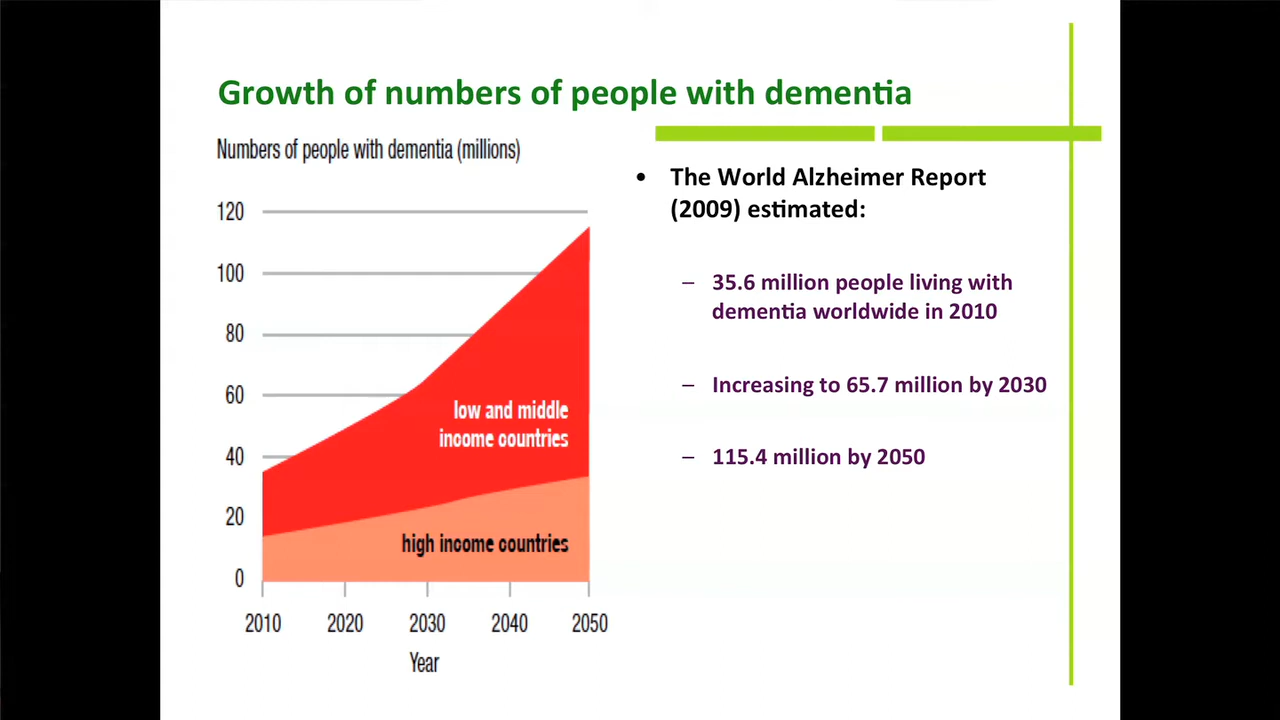 Growth of numbers of people with dementia
Numbers of people with dementia (millions)
120
100
80
60
40
20
0
low and middle
income countries
high income countries
2010 2020 2030 2040 2050
Year
• The World Alzheimer Report
(2009) estimated:
– 35.6 million people living with
dementia worldwide in 2010
– Increasing to 65.7 million by 2030
– 115.4 million by 2050